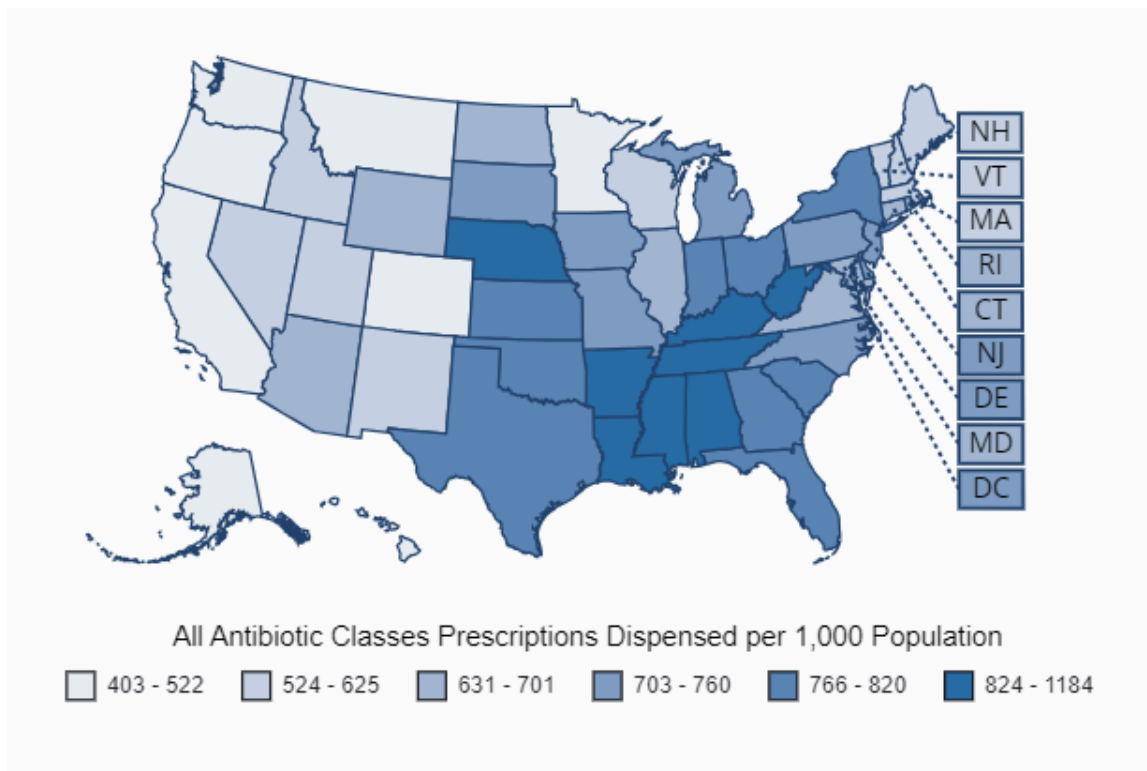 NH
VT
MA
RI
CT
NJ
DE
MD
DC
All Antibiotic Classes Prescriptions Dispensed per 1,000 Population
403 - 522 524 - 625 631 - 701 703 - 760 766 - 820 824 - 1184